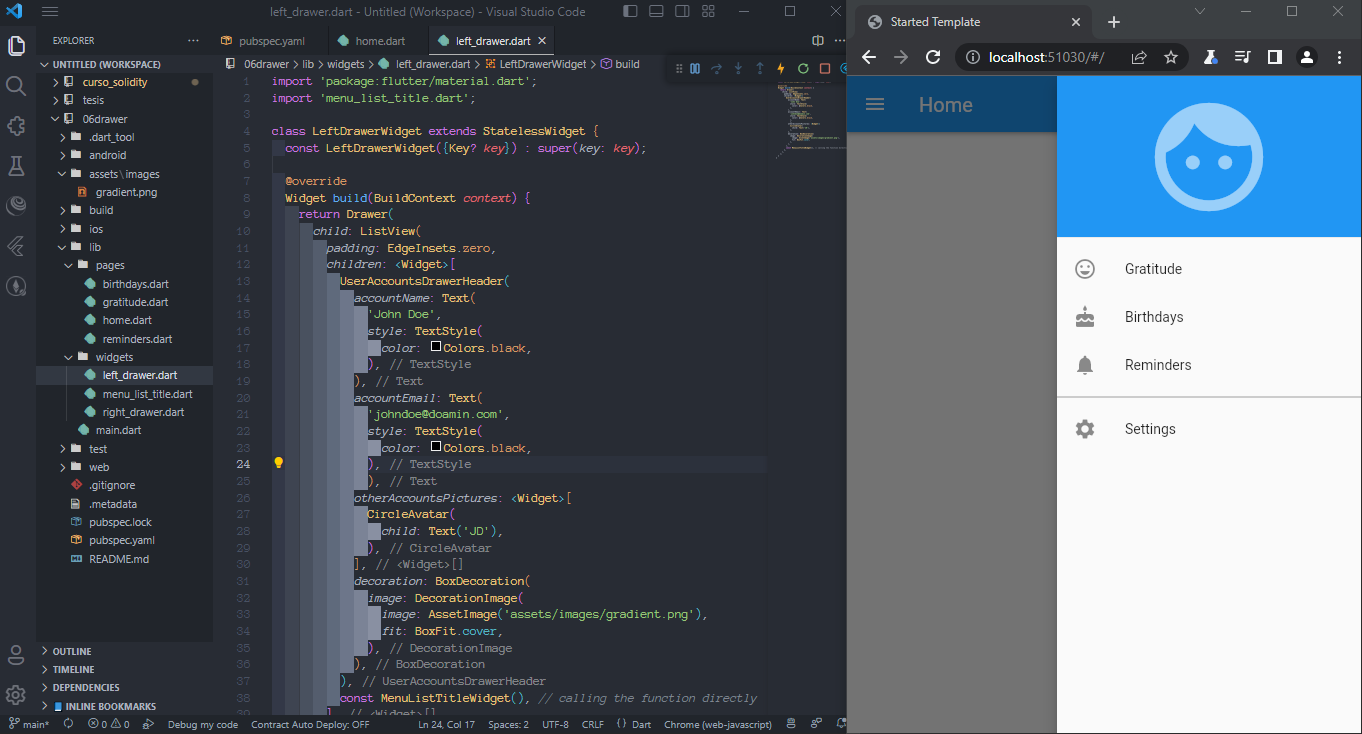 left_drawer.dart - Untitled (Workspace) - Visual Studio Code
EXPLORER
UNTITLED (WORKSPACE)
curso_solidity
tesis
06drawer
.dart_tool
android
assets\images
gradient.png
build
ios
lib
pages
birthdays.dart
gratitude.dart
home.dart
reminders.dart
widgets
left_drawer.dart
menu_list_title.dart
right_drawer.dart
main.dart
test
web
.gitignore
.metadata
pubspec.lock
pubspec.yaml
README.md
OUTLINE
TIMELINE
DEPENDENCIES
INLINE BOOKMARKS
pubspec.yaml
home.dart
left_drawer.dart
06drawer > lib > widgets > left_drawer.dart > LeftDrawerWidget > build
1 import 'package:flutter/material.dart';
2 import 'menu_list_title.dart';
3
4 class LeftDrawerWidget extends StatelessWidget {
5 const LeftDrawerWidget({Key? key}) : super(key: key);
6
7 @override
8 Widget build(BuildContext context) {
9 return Drawer(
10 child: ListView(
11 padding: EdgeInsets.zero,
12 children: <Widget>[
13 UserAccountsDrawerHeader(
14 accountName: Text(
15 'John Doe',
16 style: TextStyle(
17 color: Colors.black,
18 ), // TextStyle
19 ), // Text
20 accountEmail: Text(
21 'johndoe@doamin.com',
22 style: TextStyle(
23 color: Colors.black,
24 ), // TextStyle
25 ), // Text
26 otherAccountsPictures: <Widget>[
27 CircleAvatar(
28 child: Text('JD'),
29 ), // CircleAvatar
30 ], // <Widget>[]
31 decoration: BoxDecoration(
32 image: DecorationImage(
33 image: AssetImage('assets/images/gradient.png'),
34 fit: BoxFit.cover,
35 ), // DecorationImage
36 ), // BoxDecoration
37 ), // UserAccountsDrawerHeader
38 const MenuListTitleWidget(), // calling the function directly
39 ], // <Widget>[]
main* 0 0 Debug my code Contract Auto Deploy: OFF Ln 24, Col 17 Spaces: 2 UTF-8 CRLF { } Dart Chrome (web-javascript)
Started Template
localhost:51030/#/
Home
Gratitude
Birthdays
Reminders
Settings